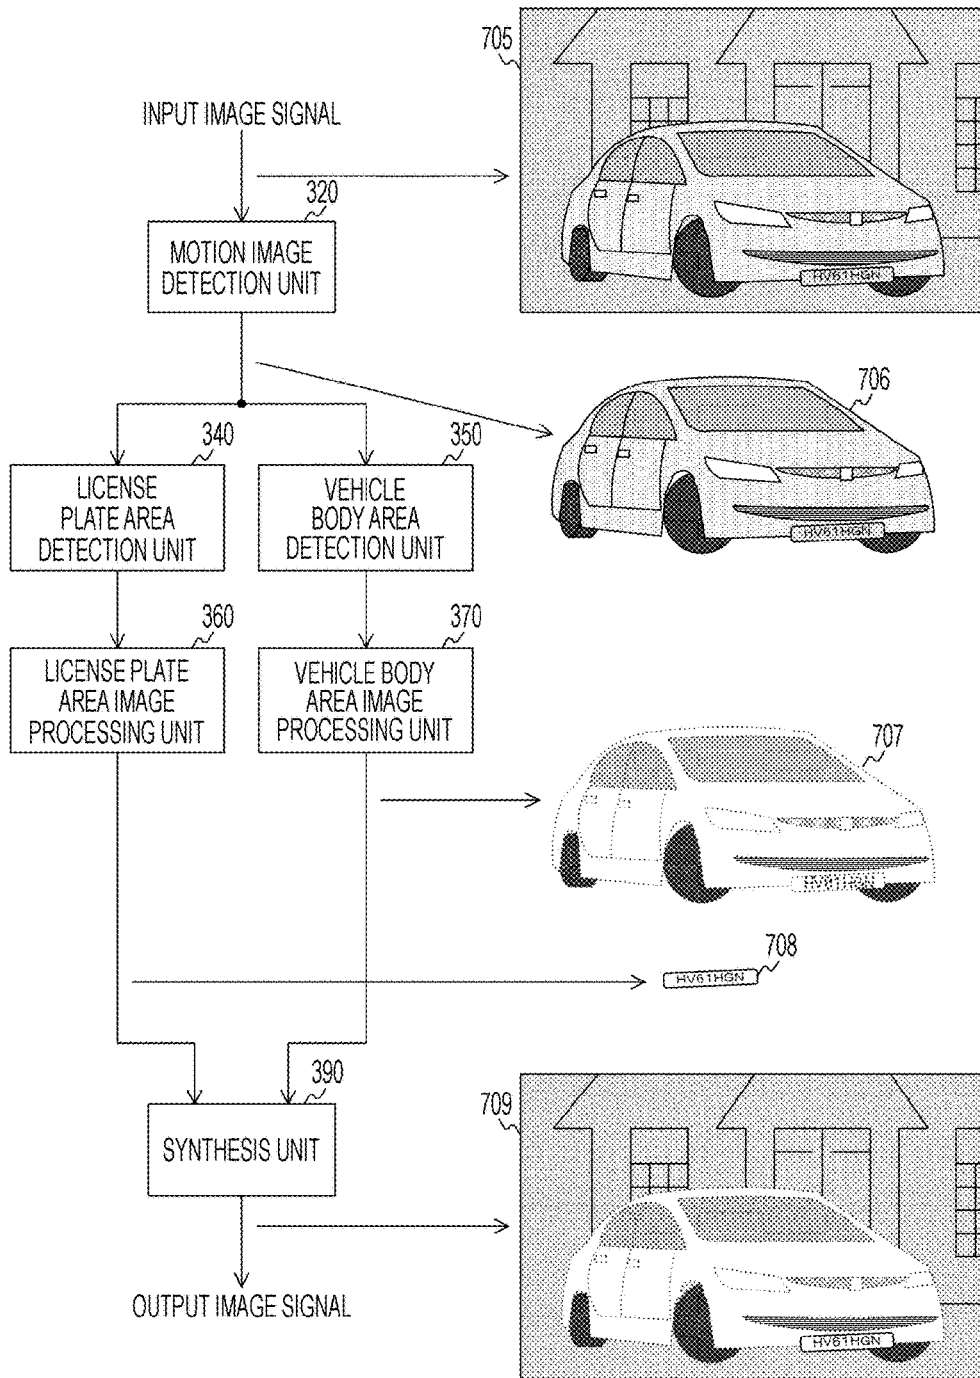 705
INPUT IMAGE SIGNAL
320
MOTION IMAGE
DETECTION UNIT
HV61HGN
706
340
350
LICENSE
PLATE AREA
DETECTION UNIT
VEHICLE
BODY AREA
DETECTION UNIT
HV61HGN
360
370
LICENSE PLATE
AREA IMAGE
PROCESSING UNIT
VEHICLE BODY
AREA IMAGE
PROCESSING UNIT
707
HV61HGN
708
HV61HGN
390
SYNTHESIS UNIT
709
OUTPUT IMAGE SIGNAL
HV61HGN